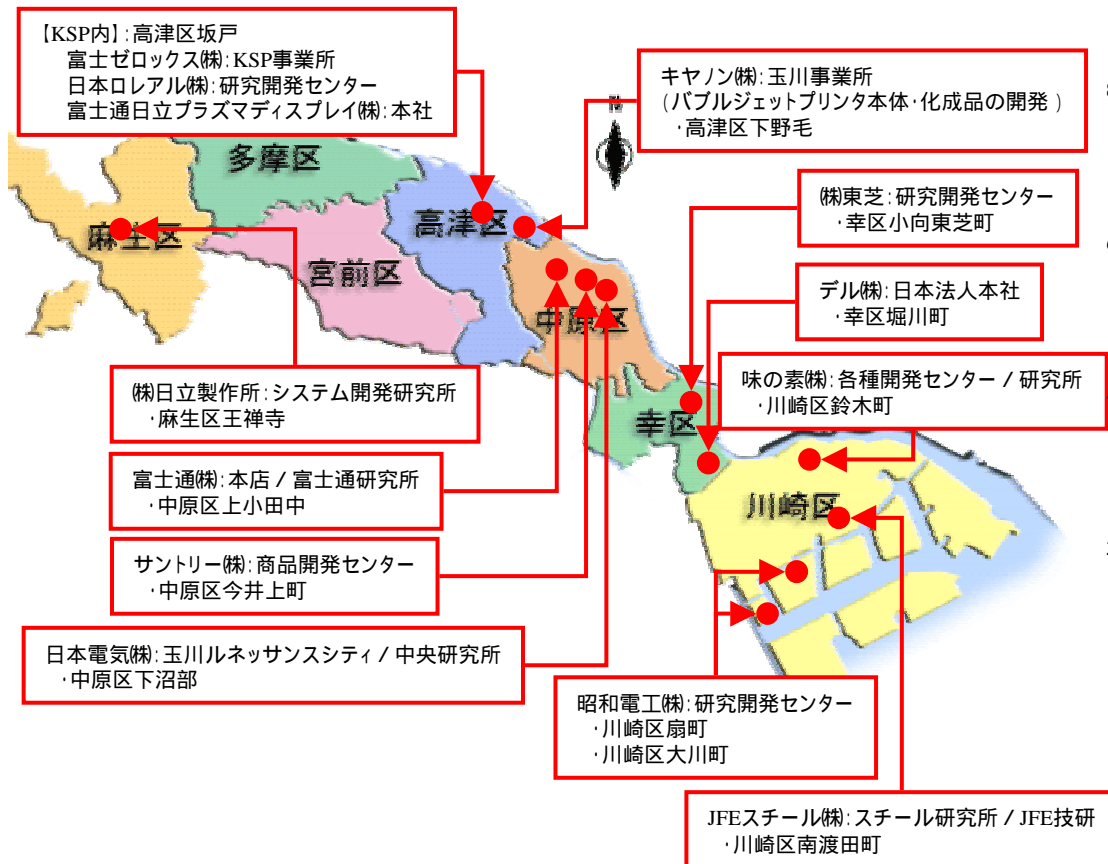 【KSP内】:高津区坂戸
富士ゼロックス㈱:KSP事業所
日本ロレアル㈱:研究開発センター
富士通日立プラズマディスプレイ㈱:本社
キヤノン㈱:玉川事業所
(バブルジェットプリンタ本体・化成品の開発)
・高津区下野毛
N
多摩区
㈱東芝:研究開発センター
・幸区小向東芝町
麻生区
高津区
宮前区
デル㈱:日本法人本社
・幸区堀川町
中原区
㈱日立製作所:システム開発研究所
・麻生区王禅寺
味の素㈱:各種開発センター/研究所
・川崎区鈴木町
幸区
富士通㈱:本店/富士通研究所
・中原区上小田中
川崎区
サントリー㈱:商品開発センター
・中原区今井上町
日本電気㈱:玉川ルネッサンスシティ/中央研究所
・中原区下沼部
昭和電工㈱:研究開発センター
・川崎区扇町
・川崎区大川町
JFEスチール㈱:スチール研究所/JFE技研
・川崎区南渡田町